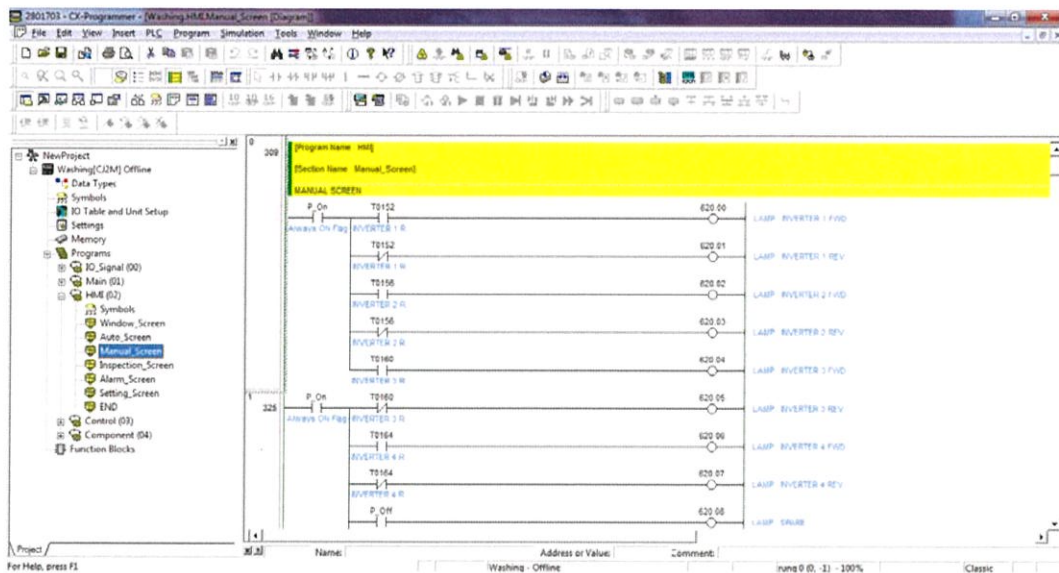 2801703 - CX-Programmer - [Washing.HMI.Manual_Screen [Diagram]]
File Edit View Insert PLC Program Simulation Tools Window Help
NewProject
Washing[CJ2M] Offline
Data Types
Symbols
IO Table and Unit Setup
Settings
Memory
Programs
IO_Signal (00)
Main (01)
HMI (02)
Symbols
Window_Screen
Auto_Screen
Manual_Screen
Inspection_Screen
Alarm_Screen
Setting_Screen
END
Control (03)
Component (04)
Function Blocks
Project
0
309
[Program Name : HMI]
[Section Name : Manual_Screen]
MANUAL SCREEN
P_On T0152 620.00
Always ON Flag INVERTER 1 R LAMP INVERTER 1 FWD
T0152 620.01
INVERTER 1 R LAMP INVERTER 1 REV
T0156 620.02
INVERTER 2 R LAMP INVERTER 2 FWD
T0156 620.03
INVERTER 2 R LAMP INVERTER 2 REV
T0160 620.04
INVERTER 3 R LAMP INVERTER 3 FWD
1
325
P_On T0160 620.05
Always ON Flag INVERTER 3 R LAMP INVERTER 3 REV
T0164 620.06
INVERTER 4 R LAMP INVERTER 4 FWD
T0164 620.07
INVERTER 4 R LAMP INVERTER 4 REV
P_Off 620.08
LAMP SPARE
Name: Address or Value: Comment:
For Help, press F1 Washing - Offline rung 0 (0, -1) - 100% Classic